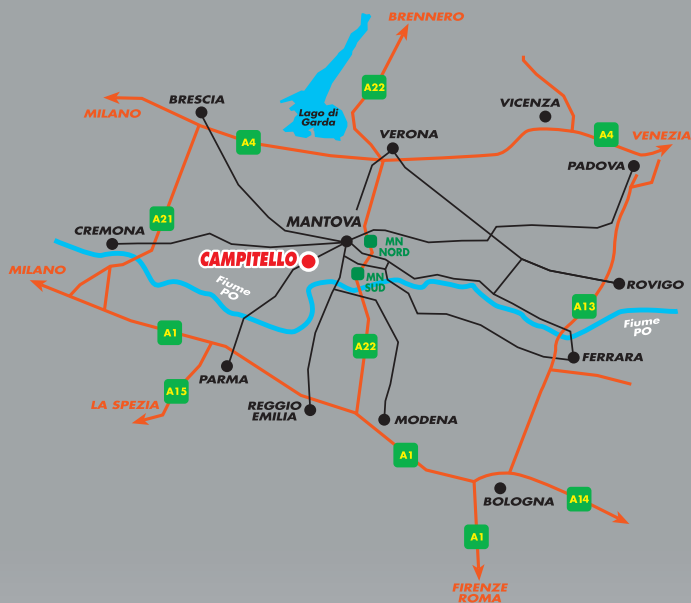 BRENNERO
A22
MILANO
BRESCIA
Lago di
Garda
VICENZA
A4
VERONA
A4
VENEZIA
PADOVA
A21
CREMONA
MANTOVA
MN
NORD
CAMPITELLO
MILANO
MN
SUD
Fiume
PO
ROVIGO
A13
Fiume
PO
A1
A22
FERRARA
PARMA
A15
LA SPEZIA
REGGIO
EMILIA
MODENA
A1
BOLOGNA
A14
A1
FIRENZE
ROMA